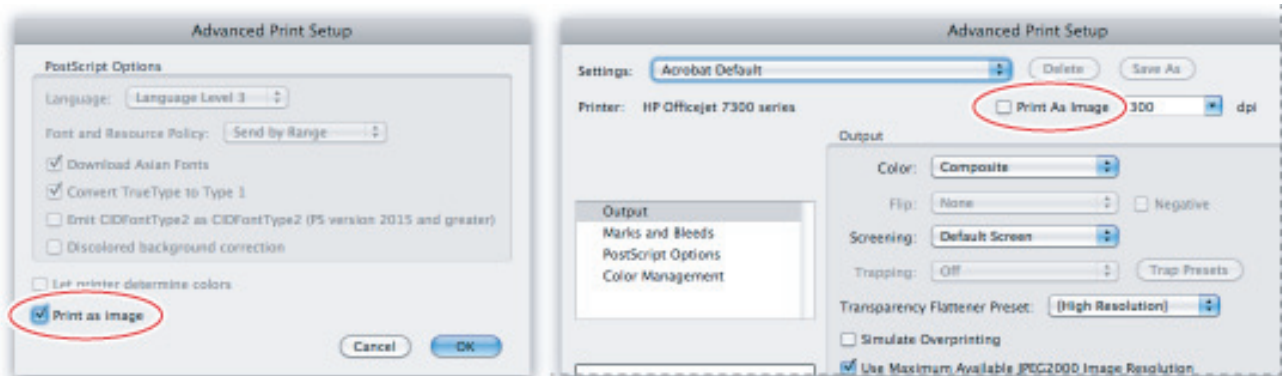 Advanced Print Setup
PostScript Options
Language: Language Level 3
Font and Resource Policy: Send by Range
Download Asian Fonts
Convert TrueType to Type 1
Emit CIDFontType2 as CIDFontType2 (PS version 2015 and greater)
Discolored background correction
Let printer determine colors
Print as image
Cancel OK
Advanced Print Setup
Settings: Acrobat Default Delete Save As
Printer: HP Officejet 7300 series Print As Image 300 dpi
Output
Color: Composite
Flip: None Negative
Screening: Default Screen
Trapping: Off Trap Presets
Transparency Flattener Preset: [High Resolution]
Simulate Overprinting
Use Maximum Available JPEG2000 Image Resolution
Output
Marks and Bleeds
PostScript Options
Color Management